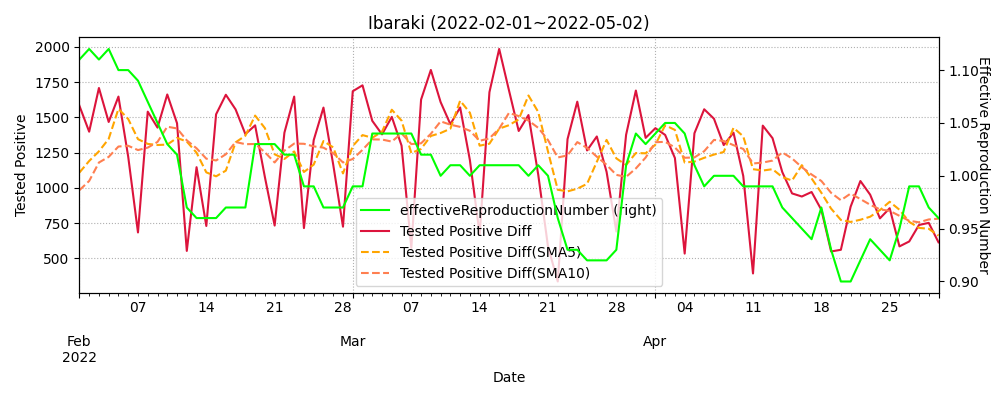 Ibaraki (2022-02-01~2022-05-02)
Tested Positive
2000
1750
1500
1250
1000
750
500
1.10
1.05
1.00
0.95
0.90
Effective Reproduction Number
effectiveReproductionNumber (right)
Tested Positive Diff
Tested Positive Diff(SMA5)
Tested Positive Diff(SMA10)
07 14 21 28 07 14 21 28 04 11 18 25
Feb Mar Apr
2022
Date